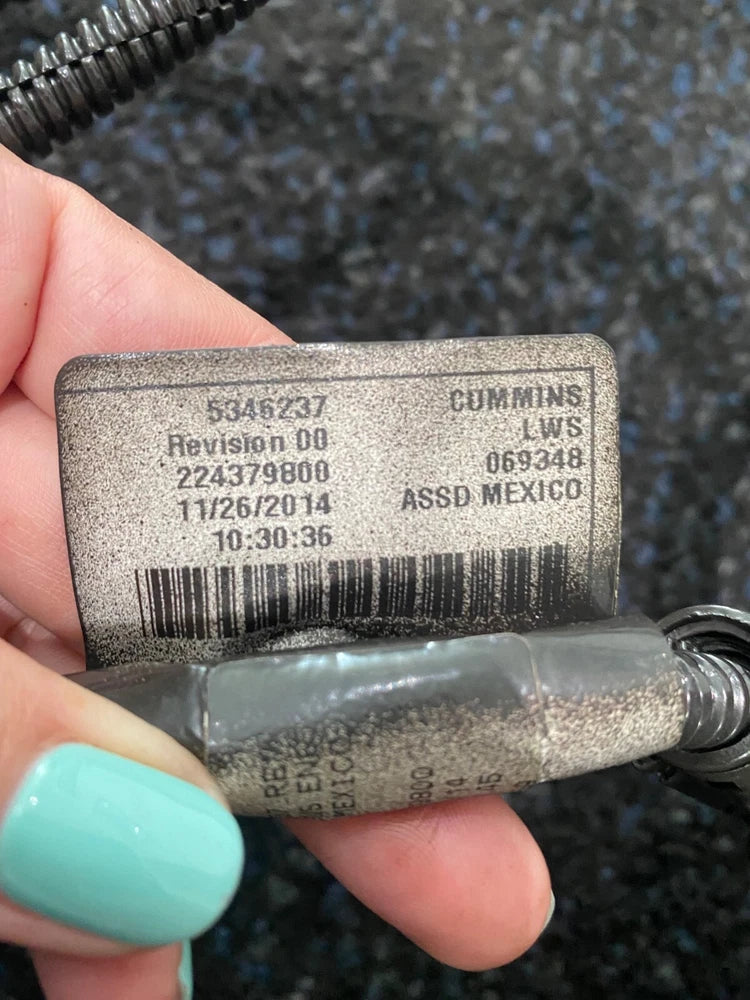 5346237
Revision 00
224379800
11/26/2014
10:30:36
CUMMINS
LWS
069348
ASSD MEXICO